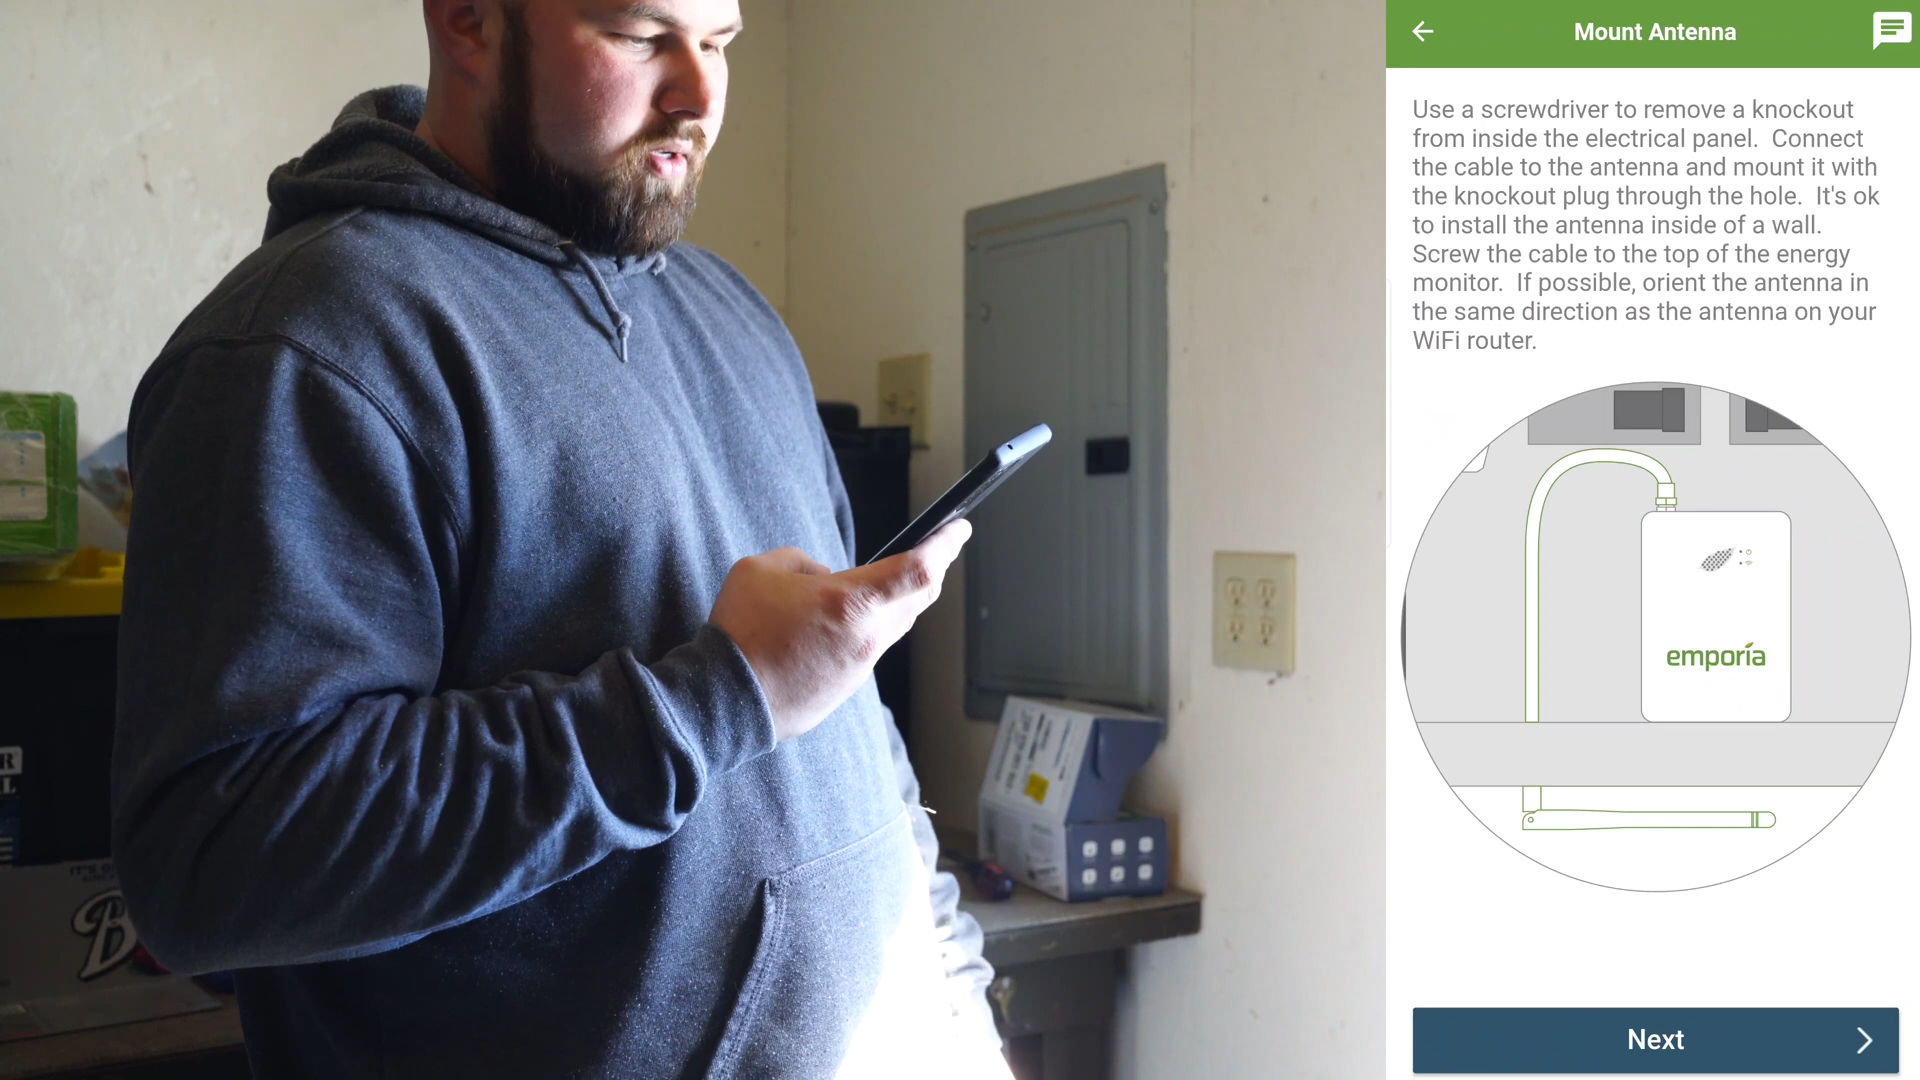 Mount Antenna
Use a screwdriver to remove a knockout
from inside the electrical panel. Connect
the cable to the antenna and mount it with
the knockout plug through the hole. It's ok
to install the antenna inside of a wall.
Screw the cable to the top of the energy
monitor. If possible, orient the antenna in
the same direction as the antenna on your
WiFi router.
emporia
Next